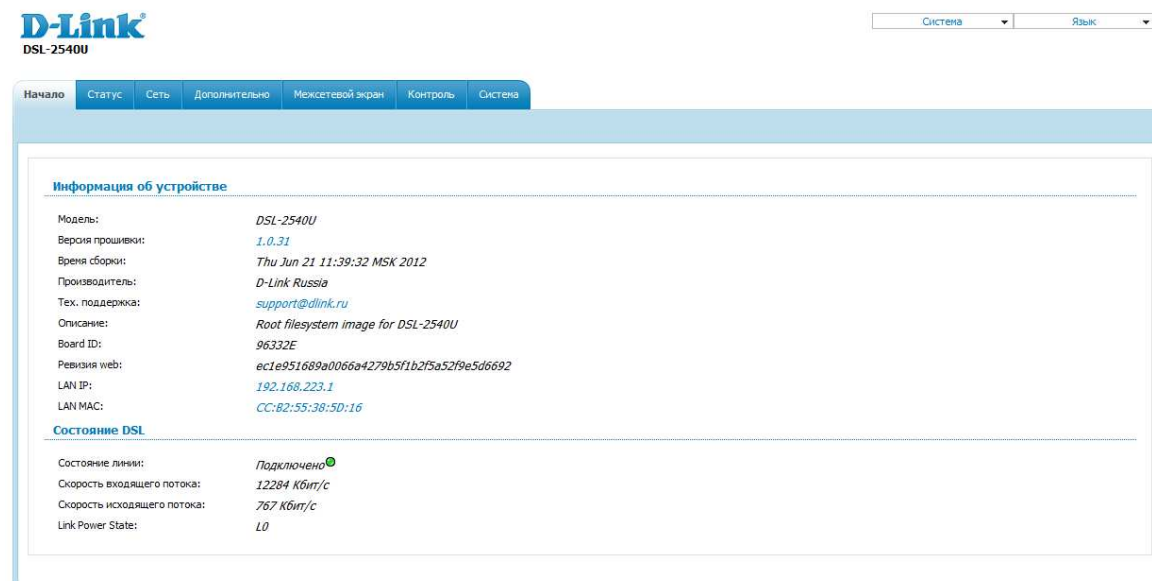 D-Link®
DSL-2540U
Система Язык
Начало Статус Сеть Дополнительно Межсетевой экран Контроль Система
Информация об устройстве
Модель: DSL-2540U
Версия прошивки: 1.0.31
Время сборки: Thu Jun 21 11:39:32 MSK 2012
Производитель: D-Link Russia
Тех. поддержка: support@dlink.ru
Описание: Root filesystem image for DSL-2540U
Board ID: 96332E
Ревизия web: ec1e951689a0066a4279b5f1b2f5a52f9e5d6692
LAN IP: 192.168.223.1
LAN MAC: CC:B2:55:38:5D:16
Состояние DSL
Состояние линии: Подключено
Скорость входящего потока: 12284 Кбит/с
Скорость исходящего потока: 767 Кбит/с
Link Power State: L0